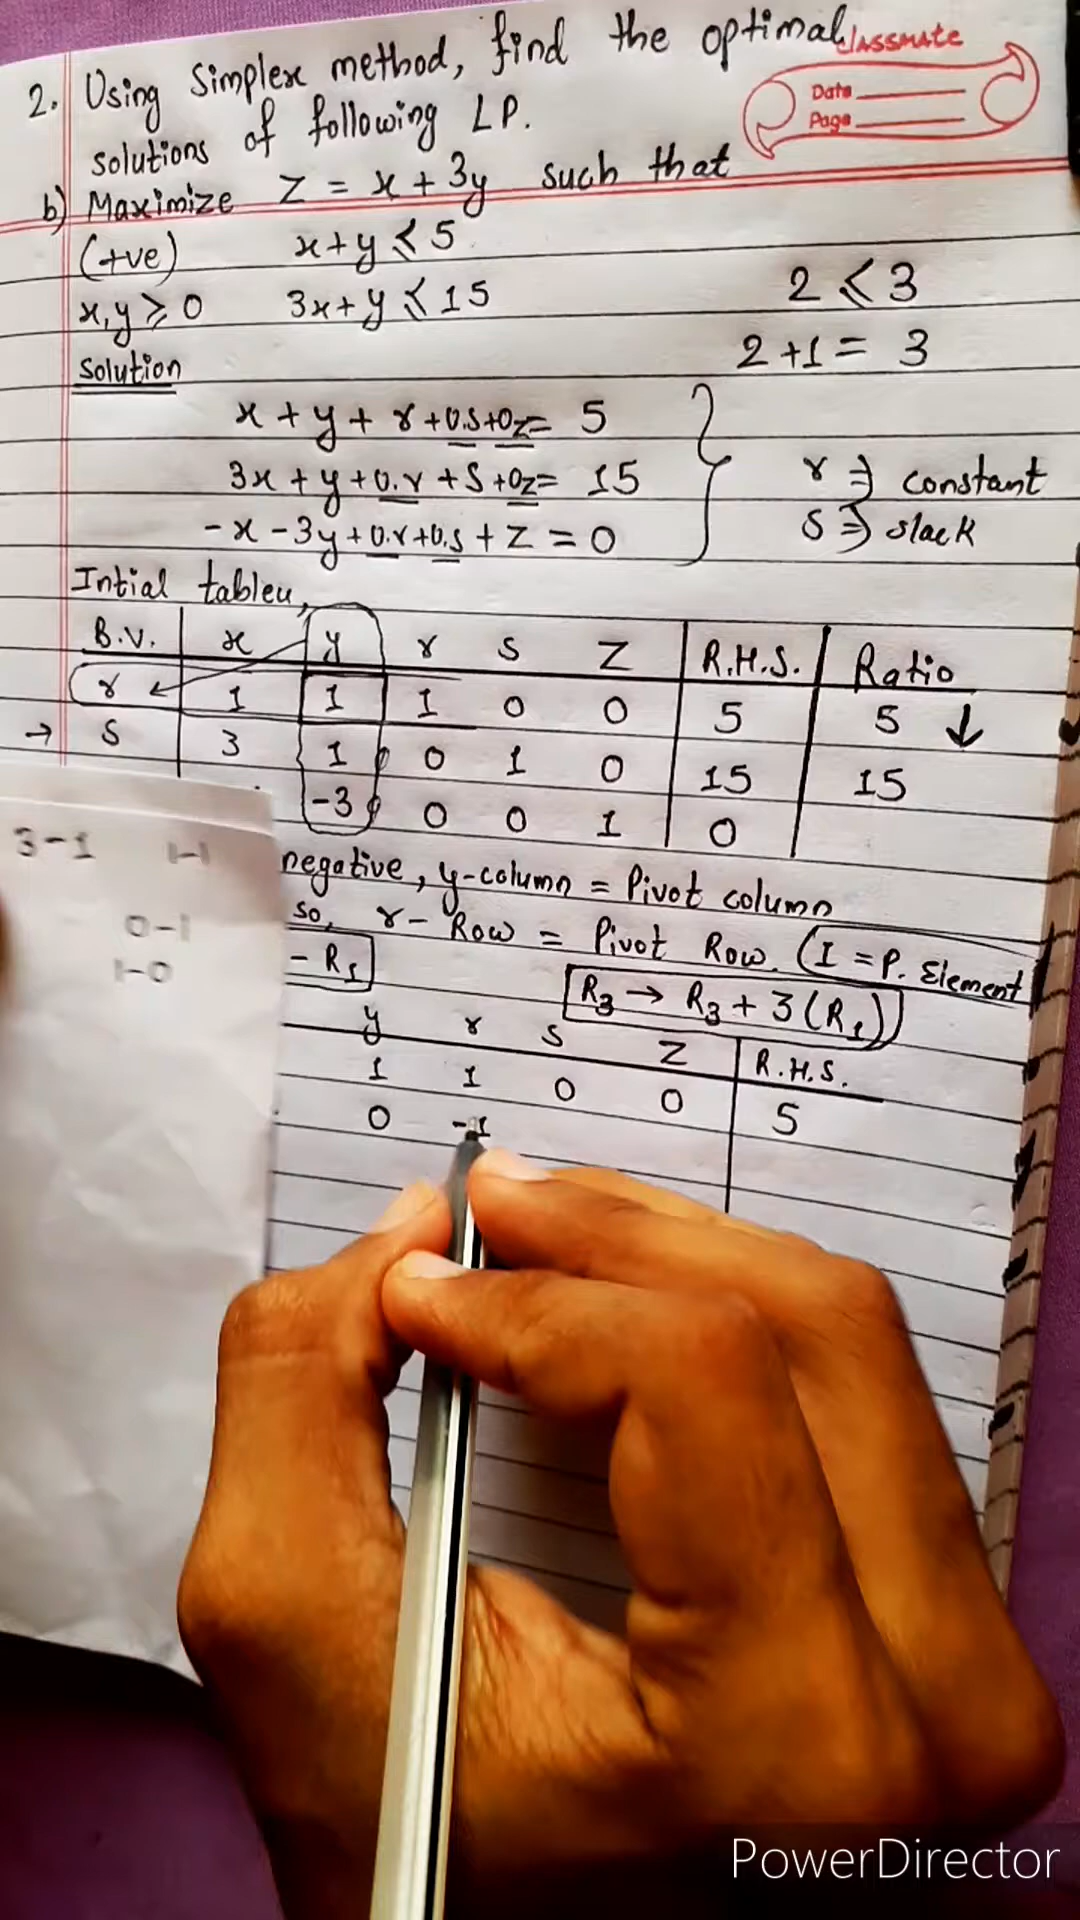 2. Using Simplex method, find the optimal
classmate
Date
Page
solutions of following LP.
b) Maximize Z = x + 3y such that
(+ve) x+y ≤ 5
x,y ≥ 0 3x+y ≤ 15
2 ≤ 3
2 +1 = 3
Solution
x + y + r + 0.s + 0z = 5
3x + y + 0.r + S + 0z = 15
-x - 3y + 0.r + 0.s + Z = 0
r ⇒ constant
S ⇒ slack
Intial tableu,
B.V. x y r S Z R.H.S. Ratio
r 1 1 1 0 0 5 5 ↓
→ S 3 1 0 1 0 15 15
-3 0 0 1 0
3-1 1-1
0-1
1-0
negative, y-column = Pivot column
so, r- Row = Pivot Row. (1 = P. Element
- R1
R3 → R3 + 3(R1)
y r S Z R.H.S.
1 1 0 0 5
0 -1
PowerDirector